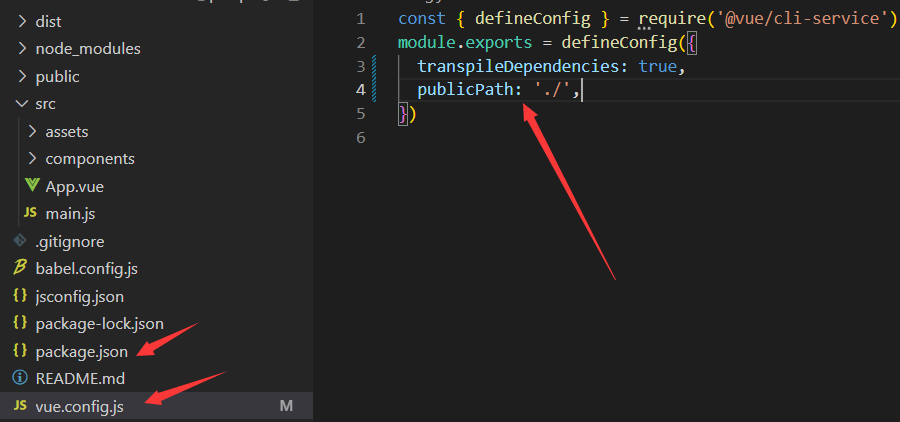 dist
node_modules
public
src
assets
components
App.vue
JS main.js
.gitignore
babel.config.js
{ } jsconfig.json
{ } package-lock.json
{ } package.json
README.md
JS vue.config.js M
1 const { defineConfig } = require('@vue/cli-service')
2 module.exports = defineConfig({
3 transpileDependencies: true,
4 publicPath: './',
5 })
6